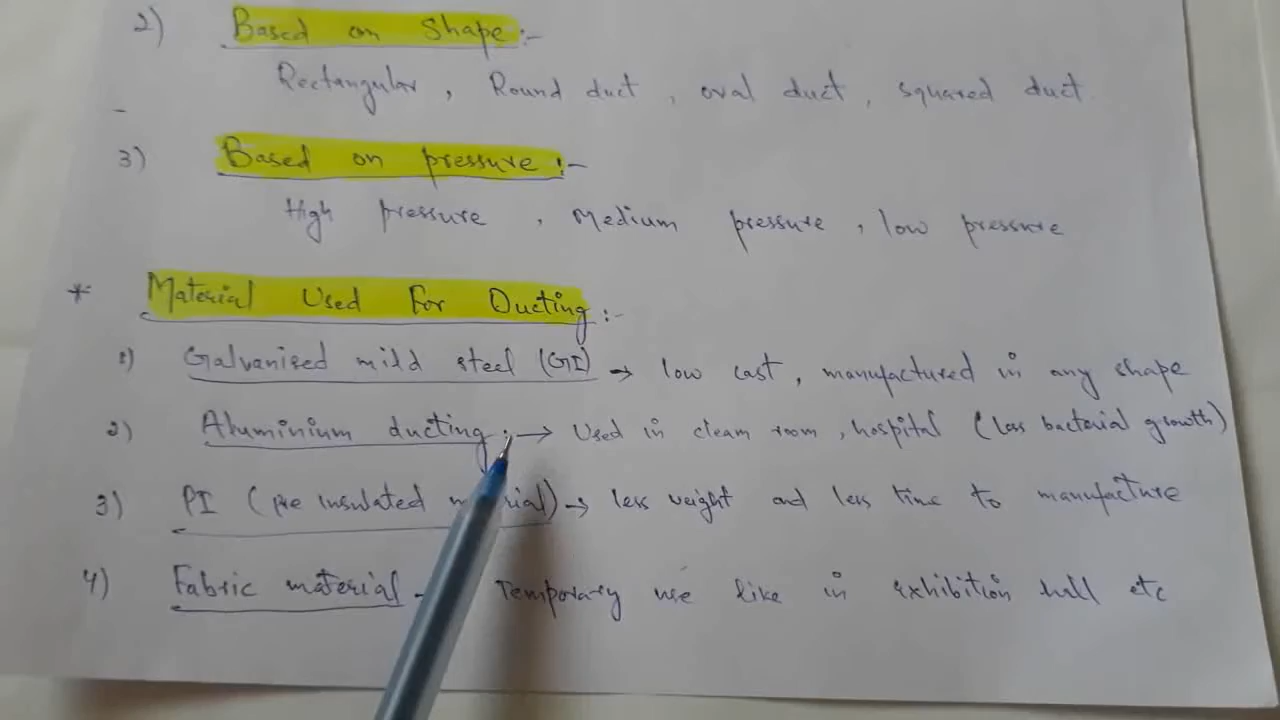 2) Based on Shape :-
Rectangular , Round duct , oval duct , squared duct
3) Based on pressure :-
High pressure , Medium pressure , low pressure
* Material Used For Ducting :-
1) Galvanised mild steel (GI) → low cast , manufactured in any shape
2) Aluminium ducting :→ Used in cleam room , hospital (less bacterial growth)
3) PI (pre insulated material) → less weight and less time to manufacture
4) Fabric material - Temporary use like in exhibition hall etc